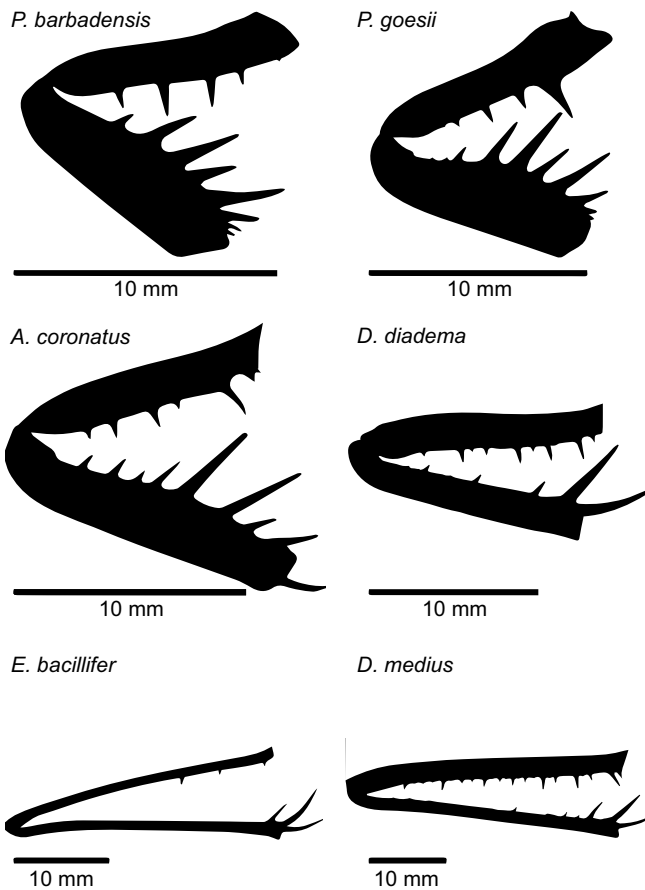 P. barbadensis
P. goesii
10 mm
10 mm
A. coronatus
D. diadema
10 mm
10 mm
E. bacillifer
D. medius
10 mm
10 mm